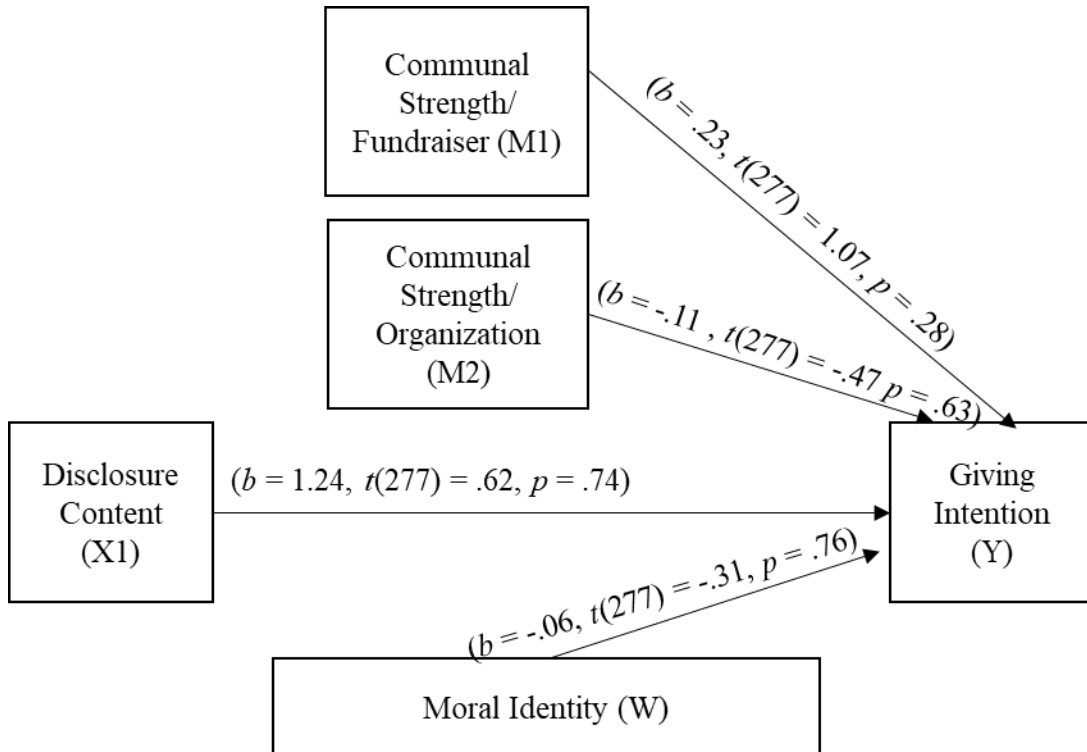 Communal
Strength/
Fundraiser (M1)
(b = .23, t(277) = 1.07, p = .28)
Communal
Strength/
Organization
(M2)
(b = -.11 , t(277) = -.47 p = .63)
Disclosure
Content
(X1)
(b = 1.24, t(277) = .62, p = .74)
Giving
Intention
(Y)
(b = -.06, t(277) = -.31, p = .76)
Moral Identity (W)